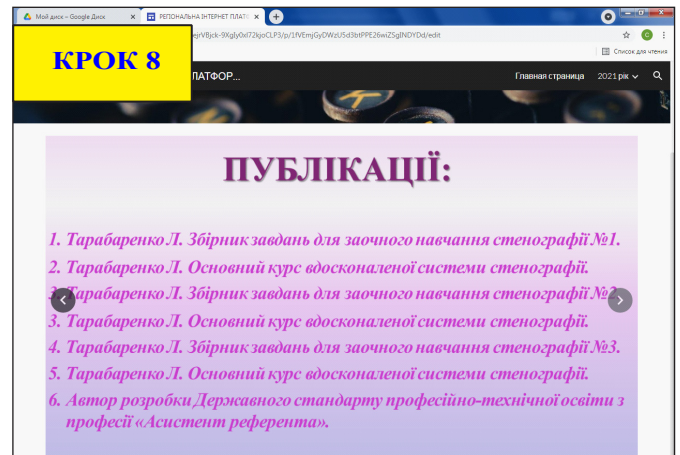 Мой диск – Google Диск
РЕГІОНАЛЬНА ІНТЕРНЕТ ПЛАТФ
Список для чтения
КРОК 8
ЛАТФОР...
Главная страница 2021 рік
ПУБЛІКАЦІЇ:
1. Тарабаренко Л. Збірник завдань для заочного навчання стенографії №1.
2. Тарабаренко Л. Основний курс вдосконаленої системи стенографії.
3. Тарабаренко Л. Збірник завдань для заочного навчання стенографії №2.
3. Тарабаренко Л. Основний курс вдосконаленої системи стенографії.
4. Тарабаренко Л. Збірник завдань для заочного навчання стенографії №3.
5. Тарабаренко Л. Основний курс вдосконаленої системи стенографії.
6. Автор розробки Державного стандарту професійно-технічної освіти з
професії «Асистент референта».